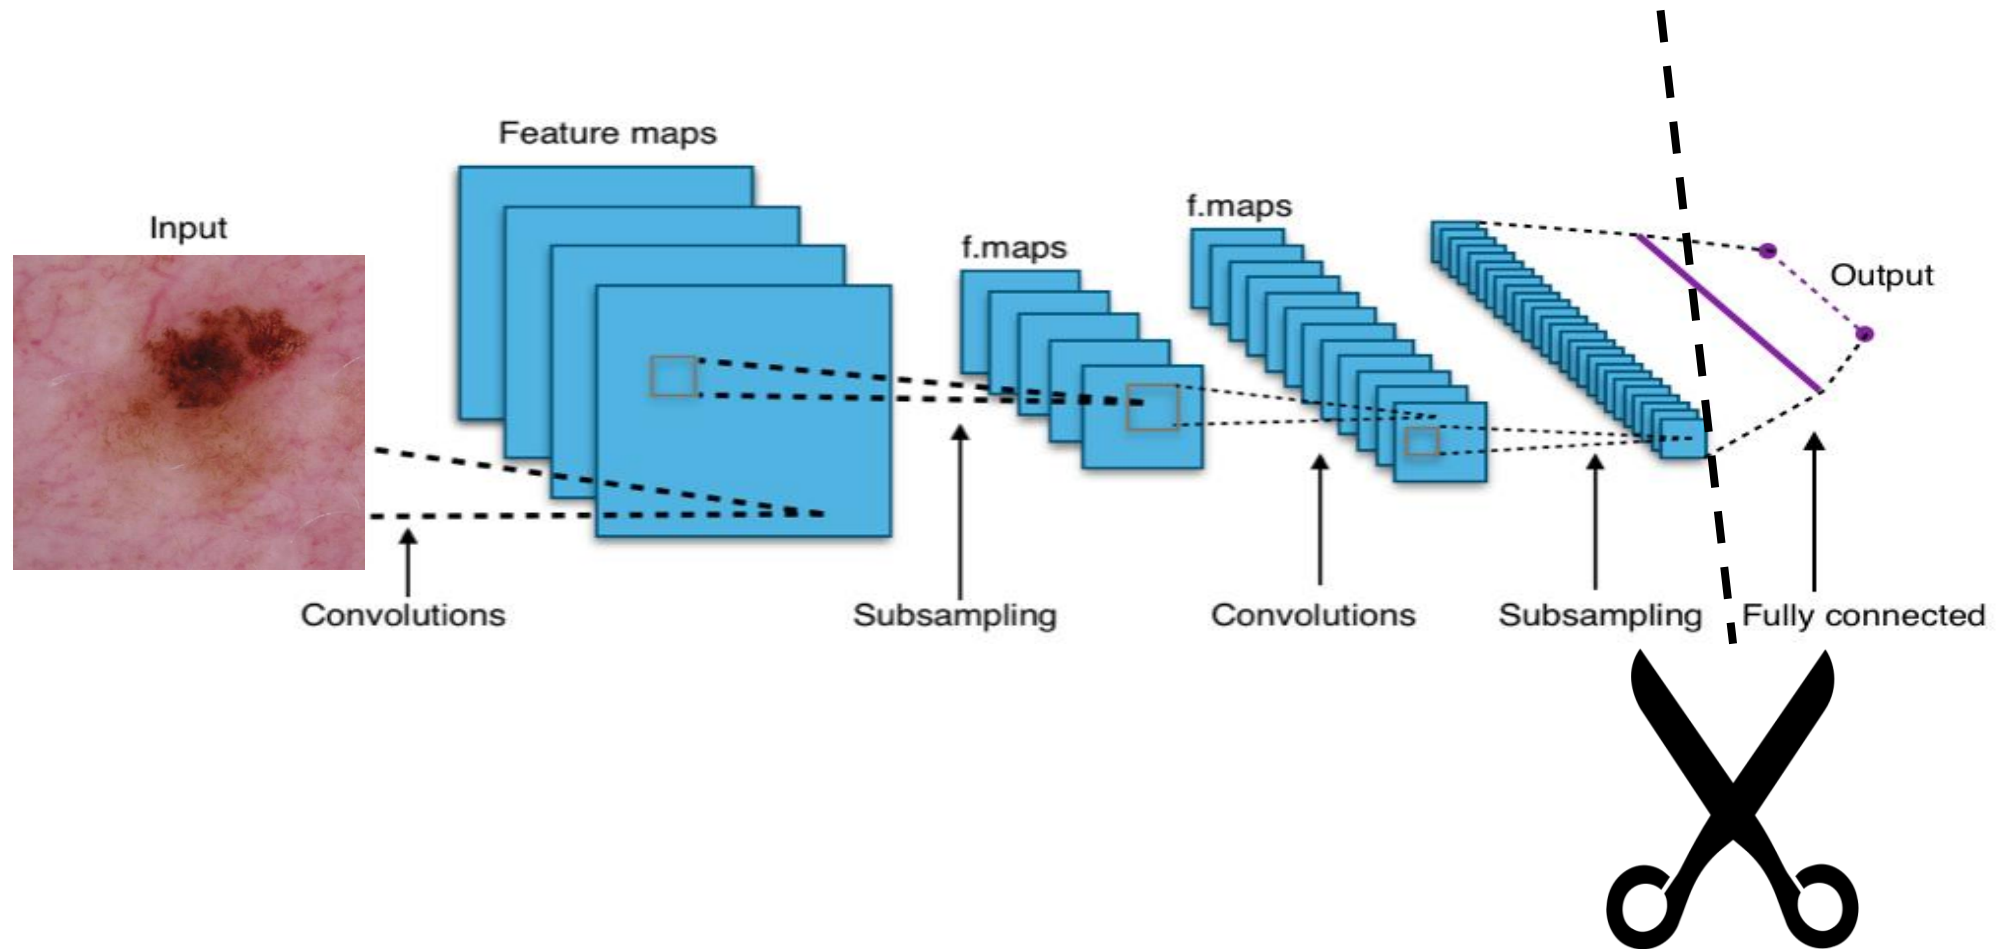 Feature maps
Input
f.maps
f.maps
Output
Convolutions
Subsampling
Convolutions
Subsampling
Fully connected